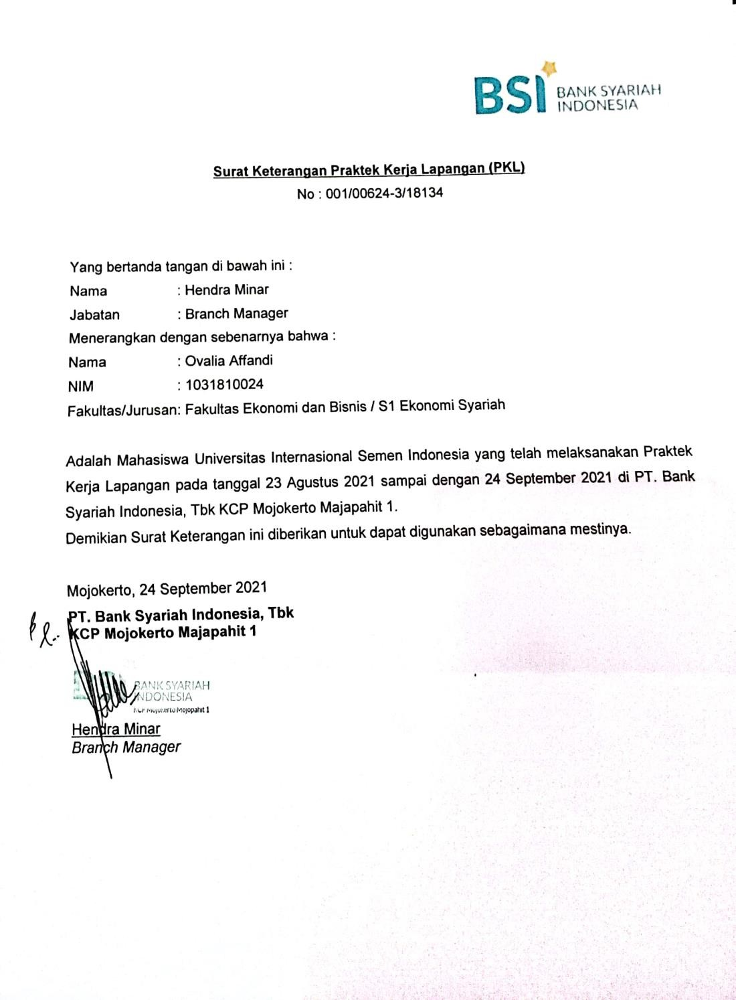 BSI BANK SYARIAH
INDONESIA
Surat Keterangan Praktek Kerja Lapangan (PKL)
No : 001/00624-3/18134
Yang bertanda tangan di bawah ini :
Nama : Hendra Minar
Jabatan : Branch Manager
Menerangkan dengan sebenarnya bahwa :
Nama : Ovalia Affandi
NIM : 1031810024
Fakultas/Jurusan: Fakultas Ekonomi dan Bisnis / S1 Ekonomi Syariah
Adalah Mahasiswa Universitas Internasional Semen Indonesia yang telah melaksanakan Praktek
Kerja Lapangan pada tanggal 23 Agustus 2021 sampai dengan 24 September 2021 di PT. Bank
Syariah Indonesia, Tbk KCP Mojokerto Majapahit 1.
Demikian Surat Keterangan ini diberikan untuk dapat digunakan sebagaimana mestinya.
Mojokerto, 24 September 2021
PT. Bank Syariah Indonesia, Tbk
KCP Mojokerto Majapahit 1
BANK SYARIAH
INDONESIA
KCP Mojokerto Mojopahit 1
Hendra Minar
Branch Manager